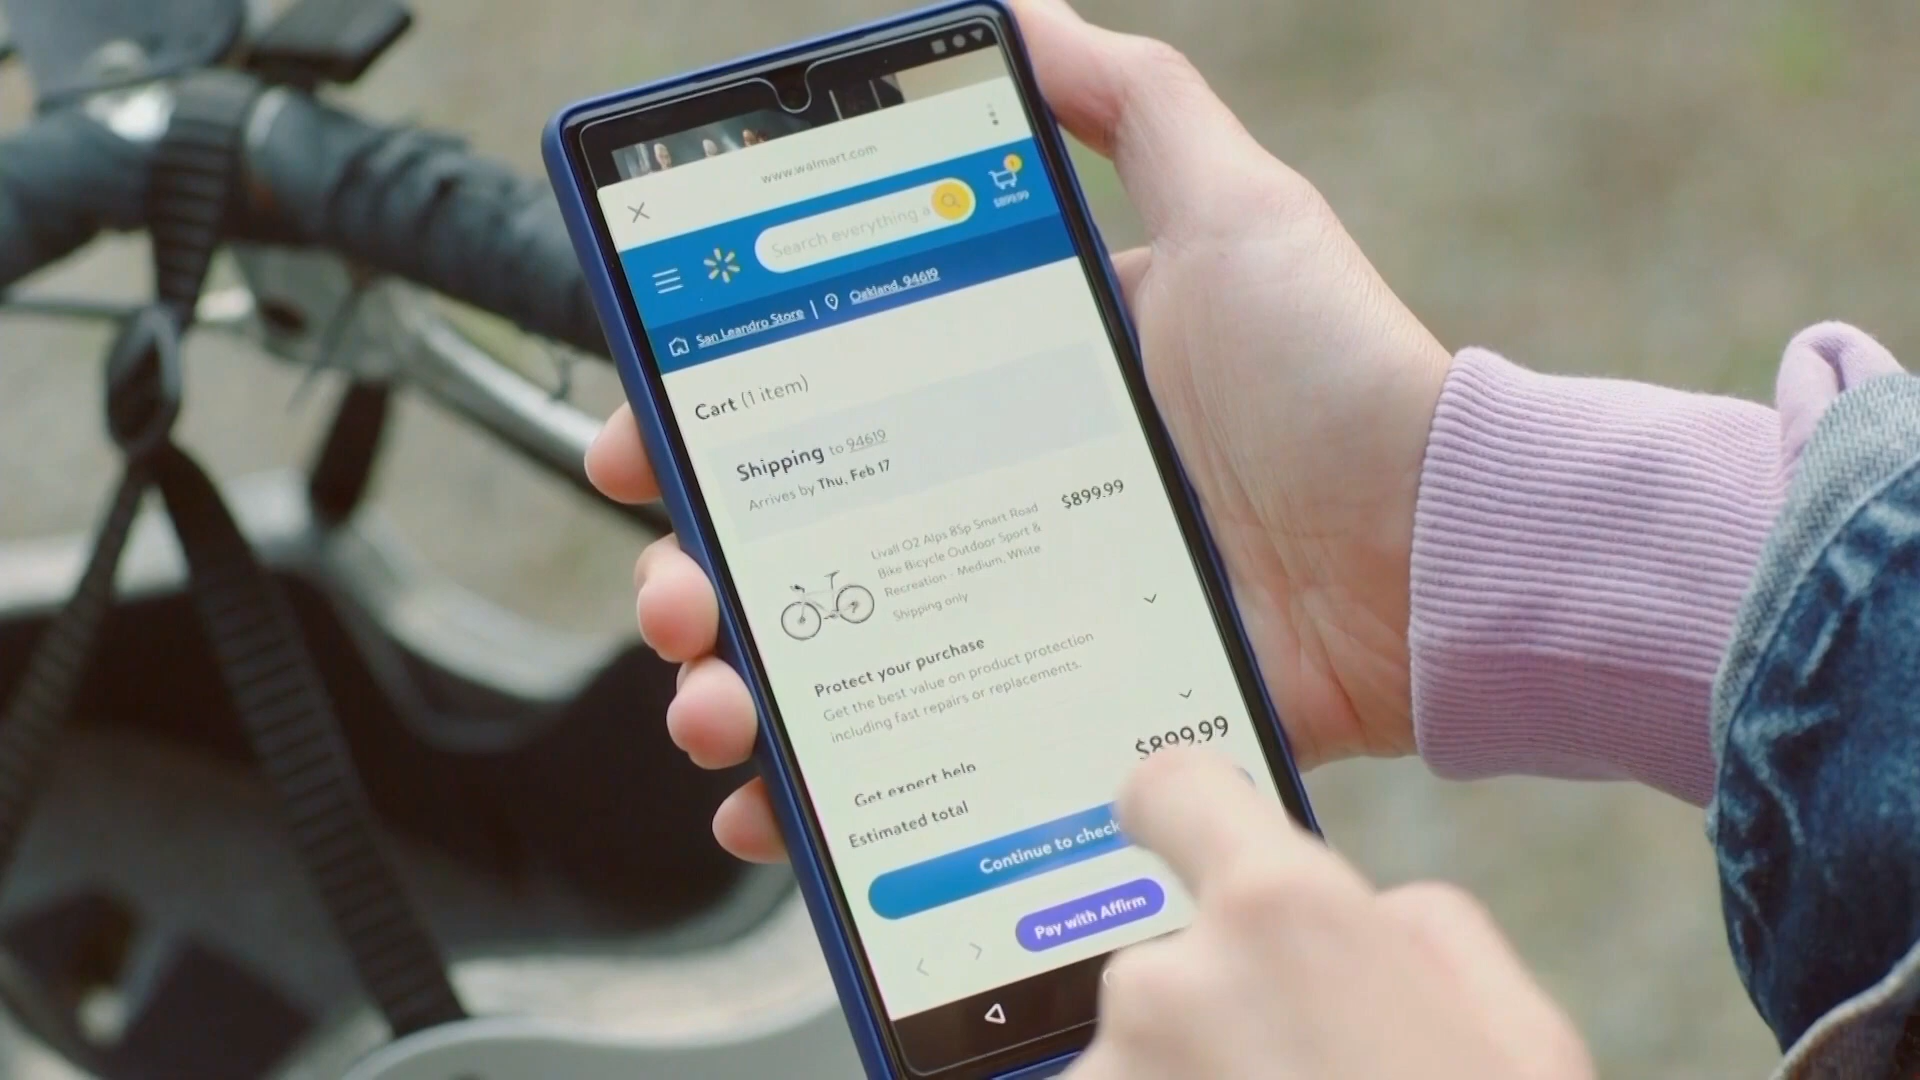 www.walmart.com
Search everything a
$899.99
San Leandro Store | Oakland, 94619
Cart (1 item)
Shipping to 94619
Arrives by Thu, Feb 17
Livall O2 Alps 8Sp Smart Road
Bike Bicycle Outdoor Sport &
Recreation - Medium, White
Shipping only
$899.99
Protect your purchase
Get the best value on product protection
including fast repairs or replacements.
Get expert help
Estimated total
$899.99
Continue to check
Pay with Affirm